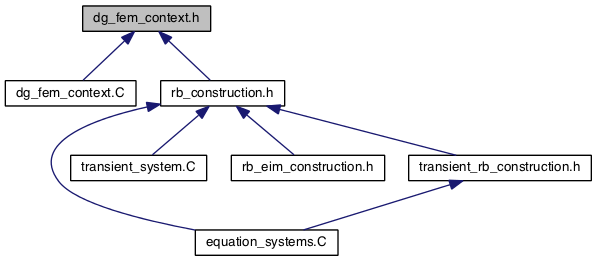 dg_fem_context.h
dg_fem_context.C
rb_construction.h
transient_system.C
rb_eim_construction.h
transient_rb_construction.h
equation_systems.C